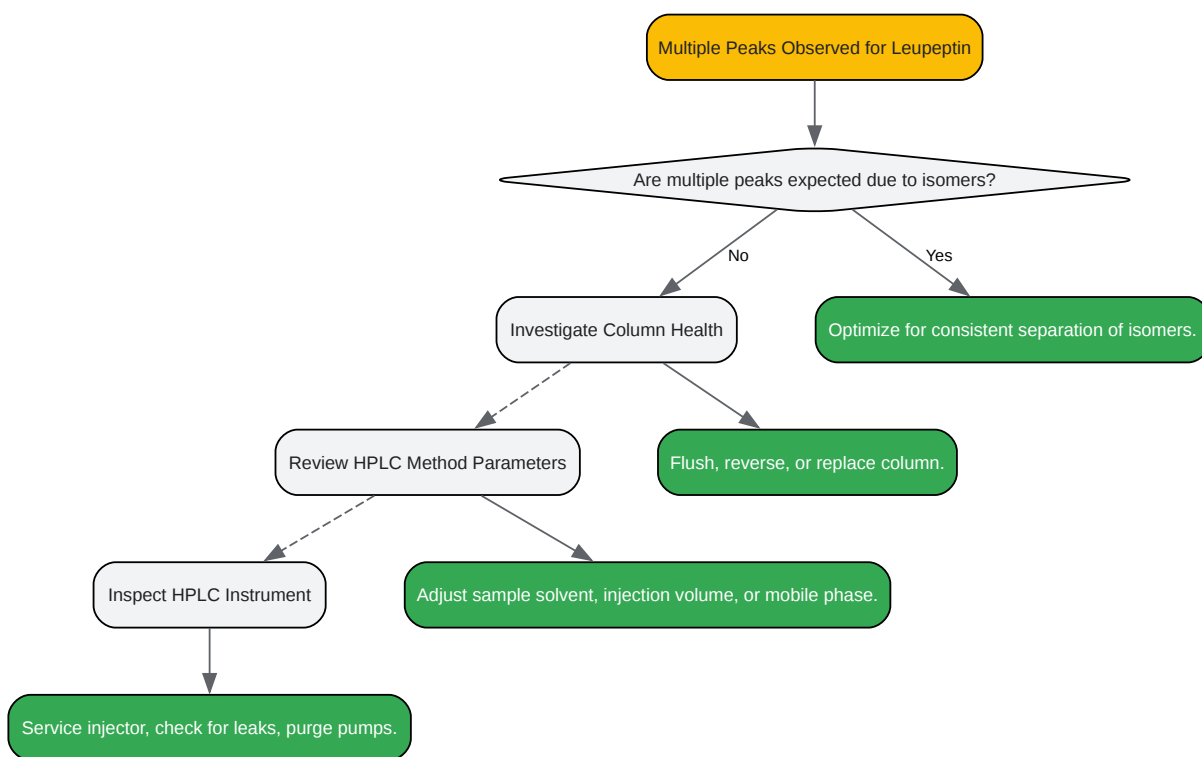 Multiple Peaks Observed for Leupeptin
Are multiple peaks expected due to isomers?
No
Yes
Investigate Column Health
Optimize for consistent separation of isomers.
Review HPLC Method Parameters
Flush, reverse, or replace column.
Inspect HPLC Instrument
Adjust sample solvent, injection volume, or mobile phase.
Service injector, check for leaks, purge pumps.